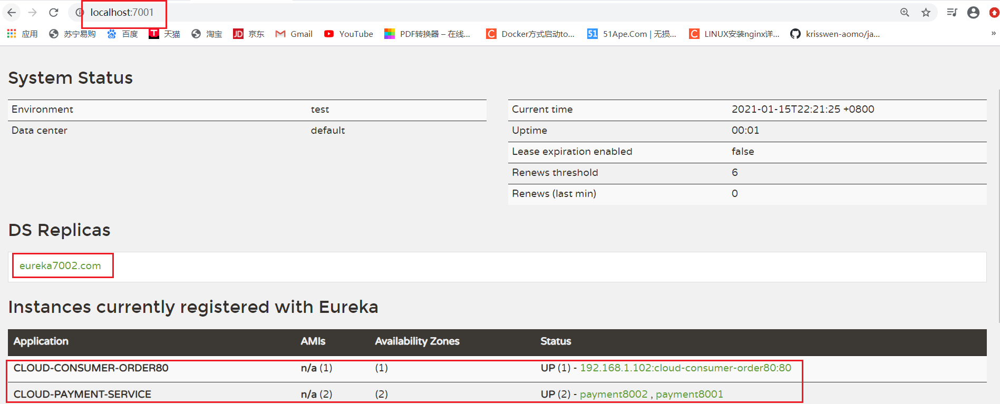 localhost:7001
应用 苏宁易购 百度 天猫 淘宝 JD 京东 Gmail YouTube PDF转换器 – 在线... C Docker方式启动to... 51 51Ape.Com | 无损... C LINUX安装nginx详... krisswen-aomo/ja... »
System Status
Environment test
Data center default
Current time 2021-01-15T22:21:25 +0800
Uptime 00:01
Lease expiration enabled false
Renews threshold 6
Renews (last min) 0
DS Replicas
eureka7002.com
Instances currently registered with Eureka
Application AMIs Availability Zones Status
CLOUD-CONSUMER-ORDER80 n/a (1) (1) UP (1) - 192.168.1.102:cloud-consumer-order80:80
CLOUD-PAYMENT-SERVICE n/a (2) (2) UP (2) - payment8002 , payment8001